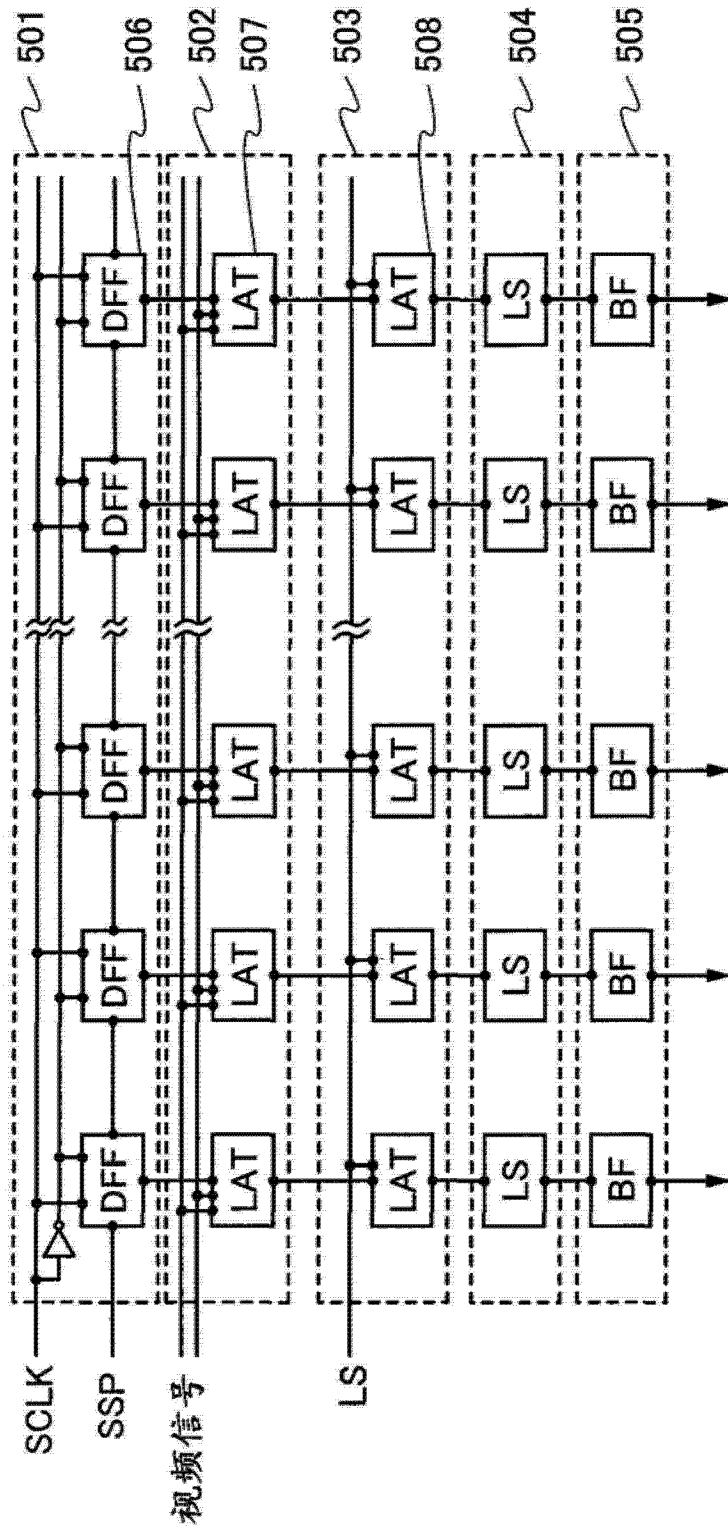 SCLK
SSP
视频信号
LS
DFF DFF DFF DFF DFF
LAT LAT LAT LAT LAT
LAT LAT LAT LAT LAT
LS LS LS LS LS
BF BF BF BF BF
501
506
502
507
503
508
504
505